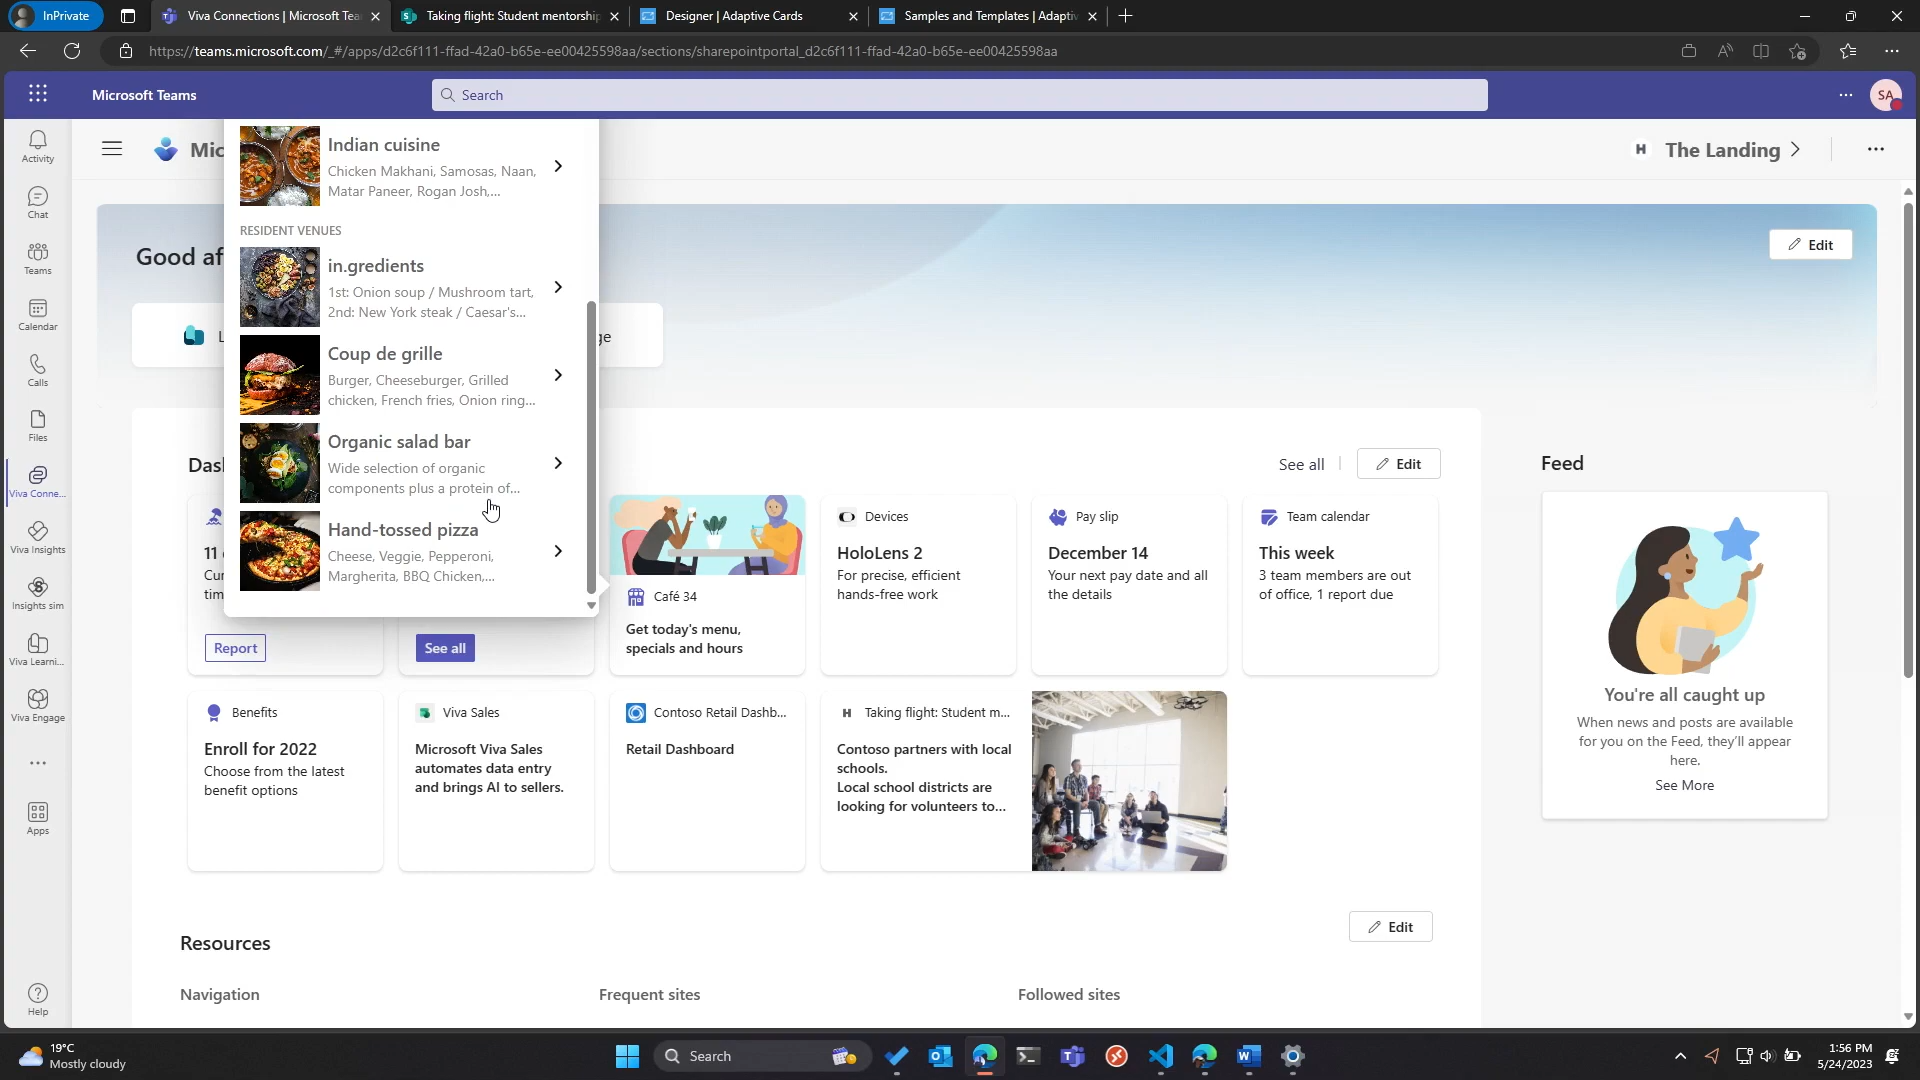 InPrivate
Viva Connections | Microsoft Tea
Taking flight: Student mentorship
Designer | Adaptive Cards
Samples and Templates | Adaptiv
https://teams.microsoft.com/_#/apps/d2c6f111-ffad-42a0-b65e-ee00425598aa/sections/sharepointportal_d2c6f111-ffad-42a0-b65e-ee00425598aa
Microsoft Teams
Search
SA
Activity
Chat
Teams
Calendar
Calls
Files
Viva Conne...
Viva Insights
Insights sim
Viva Learni...
Viva Engage
Apps
Help
Mic
H The Landing
Good af
Edit
L
ge
Indian cuisine
Chicken Makhani, Samosas, Naan,
Matar Paneer, Rogan Josh,...
RESIDENT VENUES
in.gredients
1st: Onion soup / Mushroom tart,
2nd: New York steak / Caesar's...
Coup de grille
Burger, Cheeseburger, Grilled
chicken, French fries, Onion ring...
Organic salad bar
Wide selection of organic
components plus a protein of...
Hand-tossed pizza
Cheese, Veggie, Pepperoni,
Margherita, BBQ Chicken,...
Das
See all
Edit
11
Cur
tim
Report
See all
Café 34
Get today's menu,
specials and hours
Devices
HoloLens 2
For precise, efficient
hands-free work
Pay slip
December 14
Your next pay date and all
the details
Team calendar
This week
3 team members are out
of office, 1 report due
Benefits
Enroll for 2022
Choose from the latest
benefit options
Viva Sales
Microsoft Viva Sales
automates data entry
and brings AI to sellers.
Contoso Retail Dashb...
Retail Dashboard
H Taking flight: Student m...
Contoso partners with local
schools.
Local school districts are
looking for volunteers to...
Feed
You're all caught up
When news and posts are available
for you on the Feed, they'll appear
here.
See More
Resources
Edit
Navigation
Frequent sites
Followed sites
19°C
Mostly cloudy
Search
1:56 PM
5/24/2023